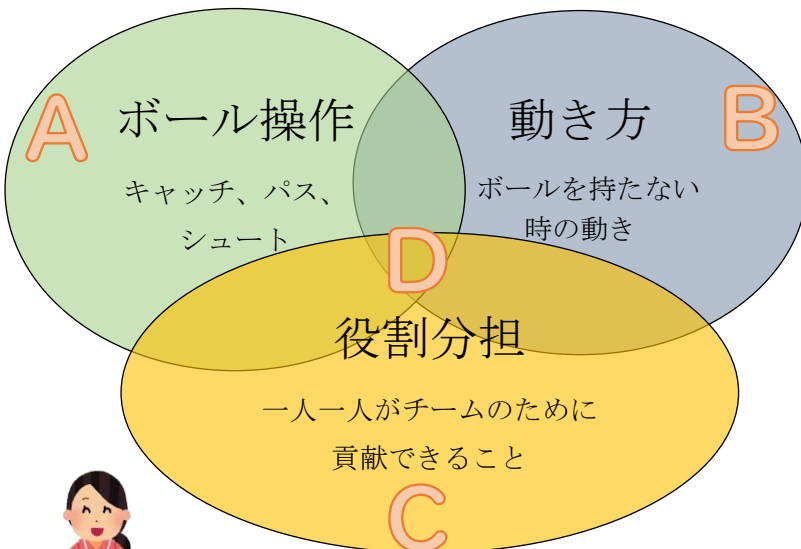 A
ボール操作
キャッチ、パス、
シュート
B
動き方
ボールを持たない
時の動き
D
役割分担
一人一人がチームのために
貢献できること
C